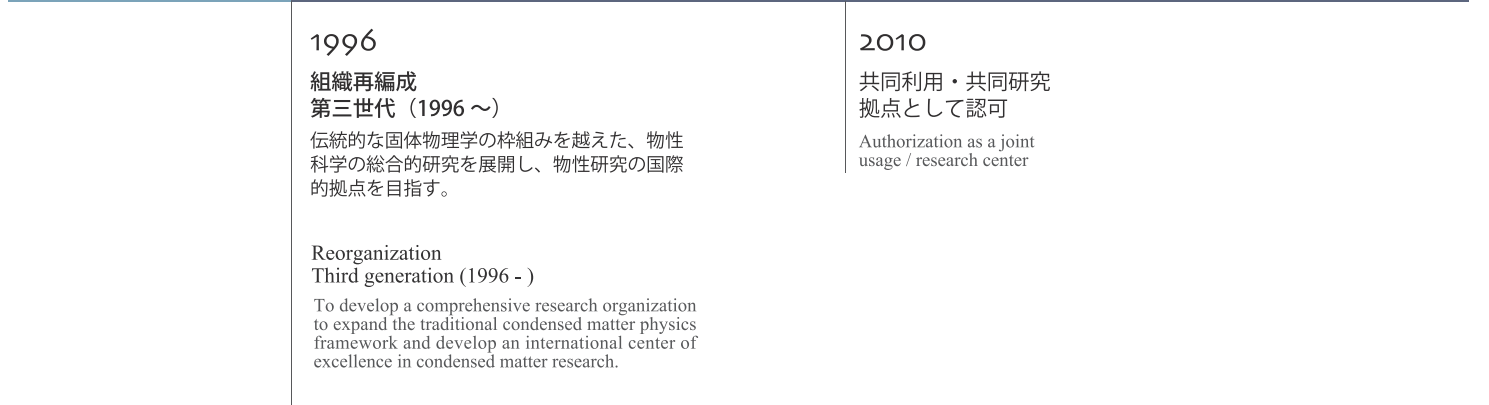 1996
組織再編成
第三世代（1996 ～）
伝統的な固体物理学の枠組みを越えた、物性
科学の総合的研究を展開し、物性研究の国際
的拠点を目指す。
Reorganization
Third generation (1996 - )
To develop a comprehensive research organization
to expand the traditional condensed matter physics
framework and develop an international center of
excellence in condensed matter research.
2010
共同利用・共同研究
拠点として認可
Authorization as a joint
usage / research center